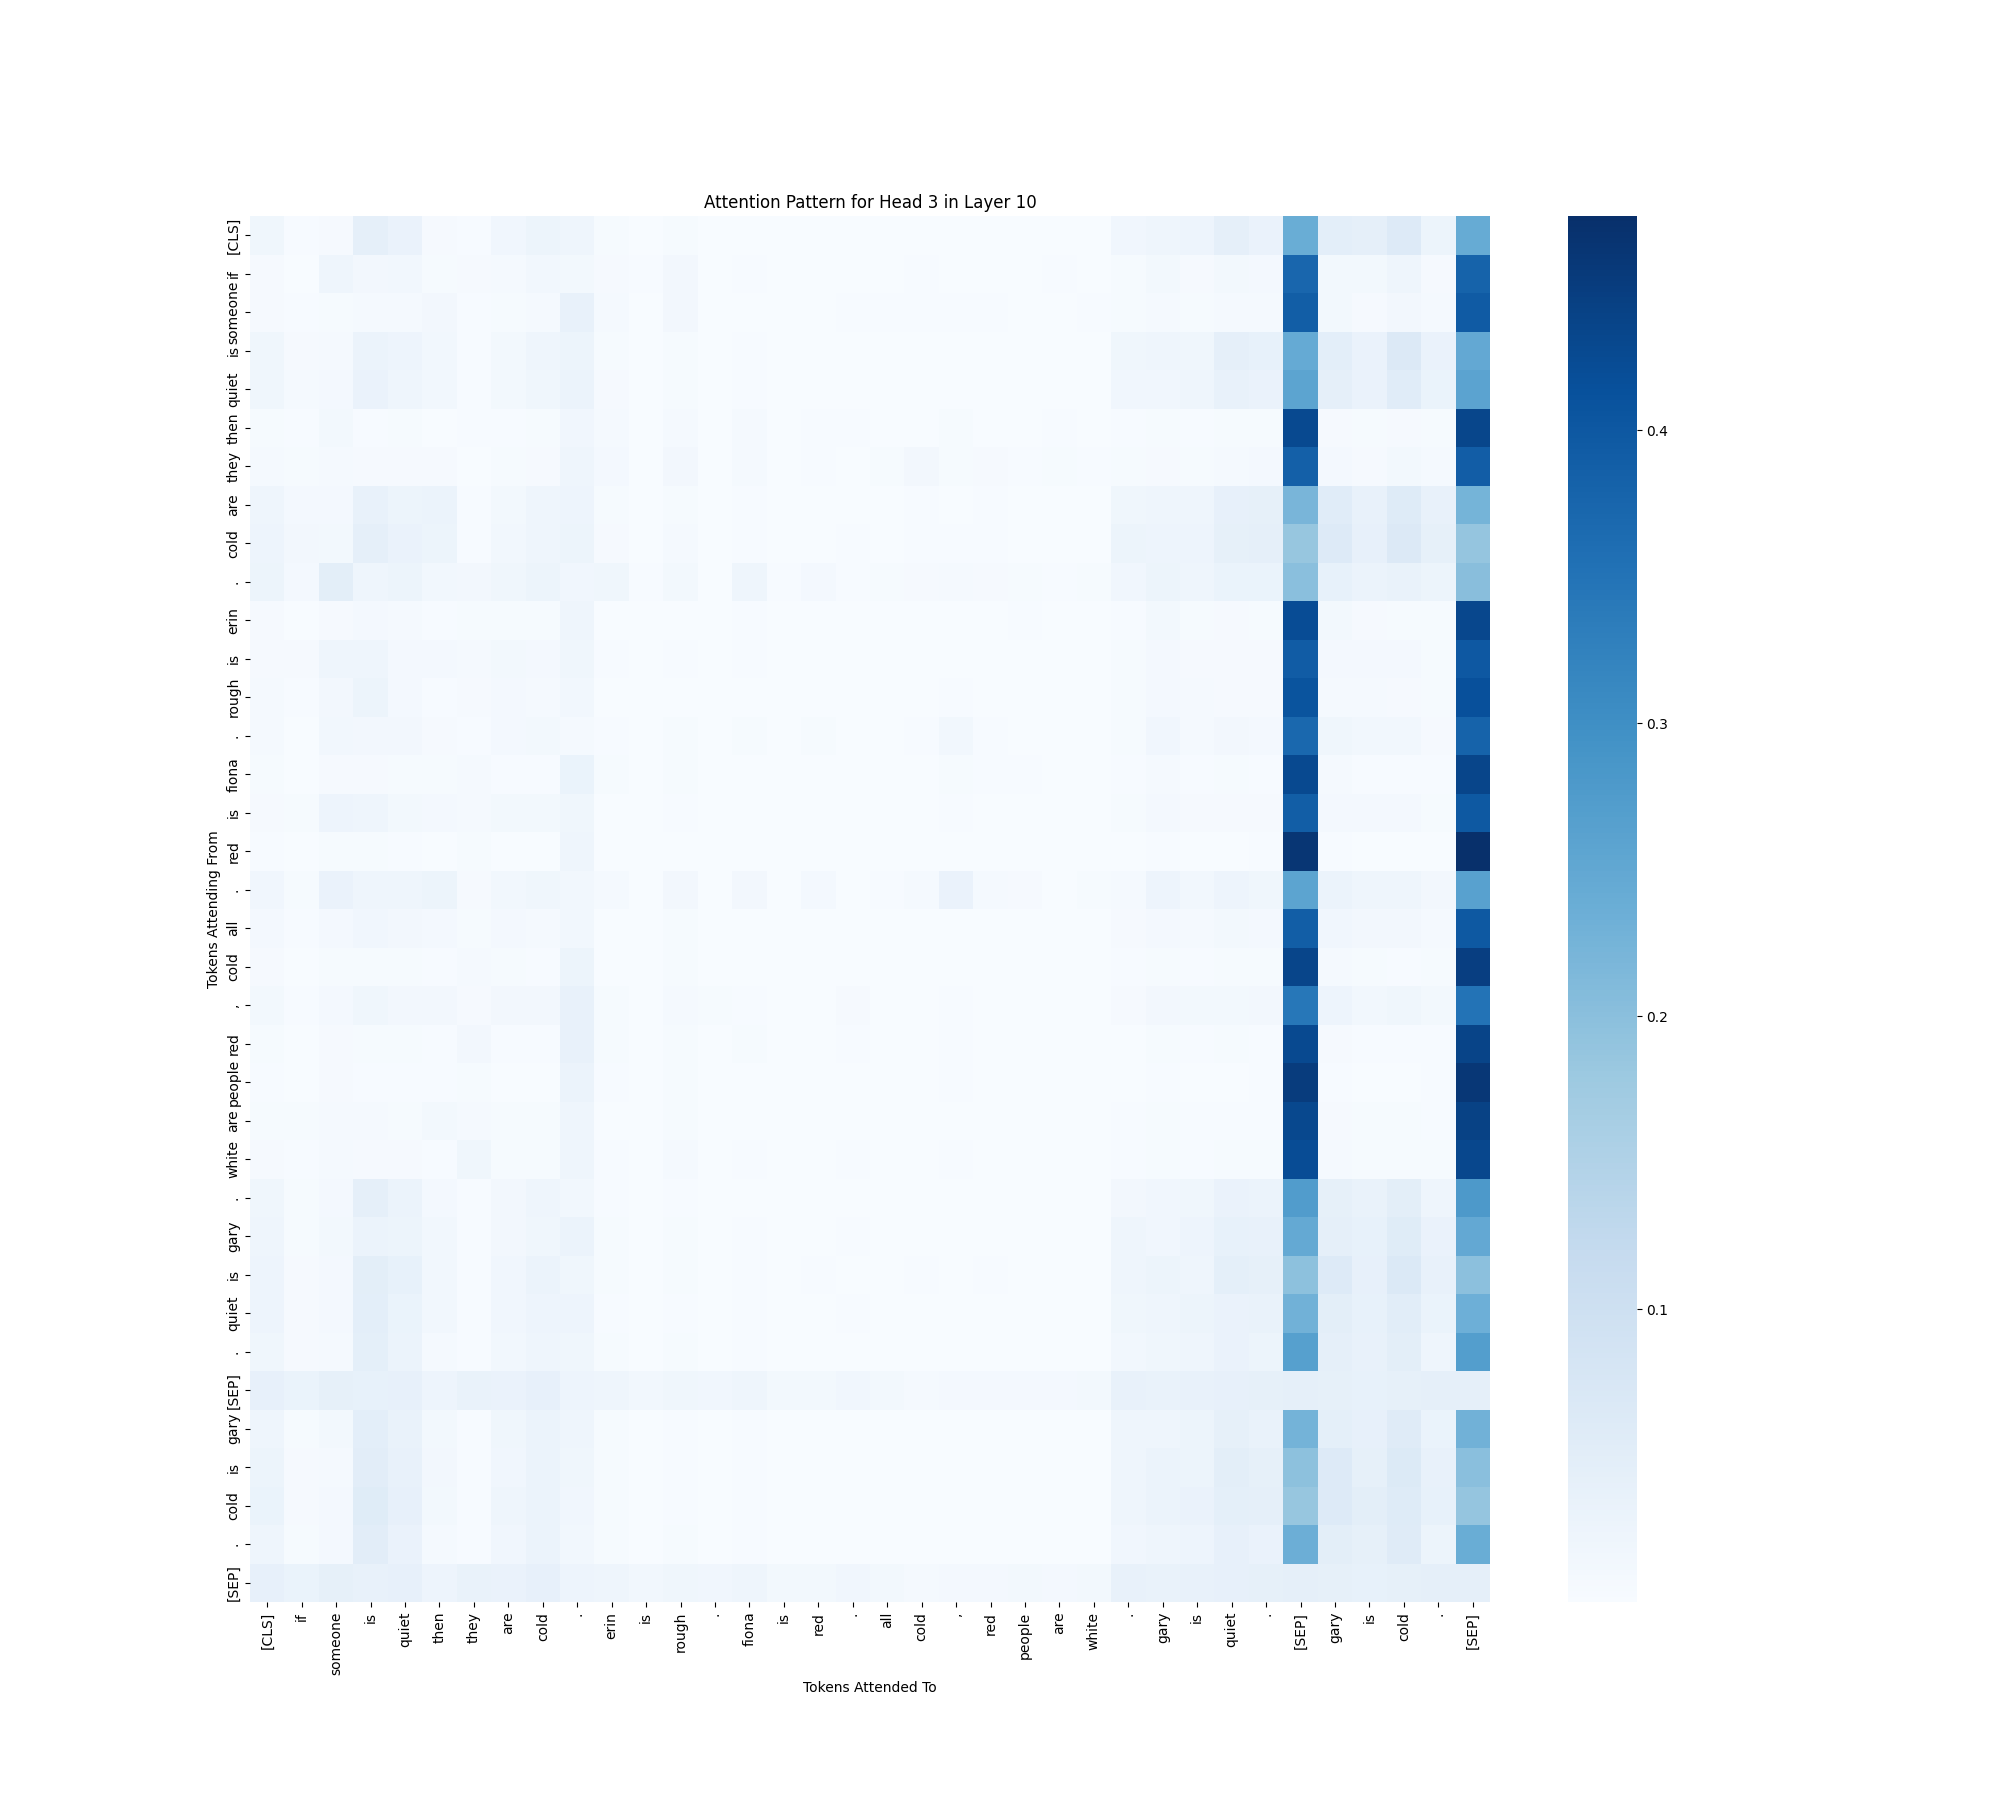 Attention Pattern for Head 3 in Layer 10
Tokens Attending From
[CLS]
if
someone
is
quiet
then
they
are
cold
.
erin
is
rough
.
fiona
is
red
.
all
cold
,
red
people
are
white
.
gary
is
quiet
.
[SEP]
gary
is
cold
.
[SEP]
[CLS] if someone is quiet then they are cold . erin is rough . fiona is red . all cold , red people are white . gary is quiet . [SEP] gary is cold . [SEP]
Tokens Attended To
0.4
0.3
0.2
0.1